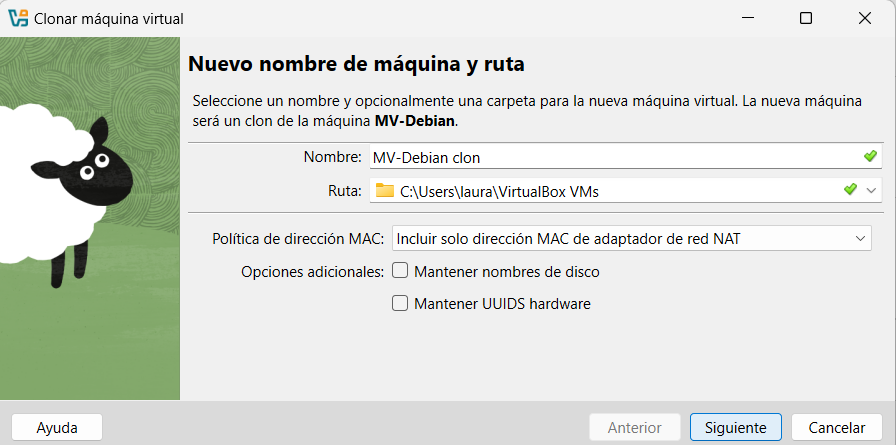 Clonar máquina virtual
Nuevo nombre de máquina y ruta
Seleccione un nombre y opcionalmente una carpeta para la nueva máquina virtual. La nueva máquina
será un clon de la máquina MV-Debian.
Nombre: MV-Debian clon
Ruta: C:\Users\laura\VirtualBox VMs
Política de dirección MAC: Incluir solo dirección MAC de adaptador de red NAT
Opciones adicionales: Mantener nombres de disco
Mantener UUIDS hardware
Ayuda Anterior Siguiente Cancelar